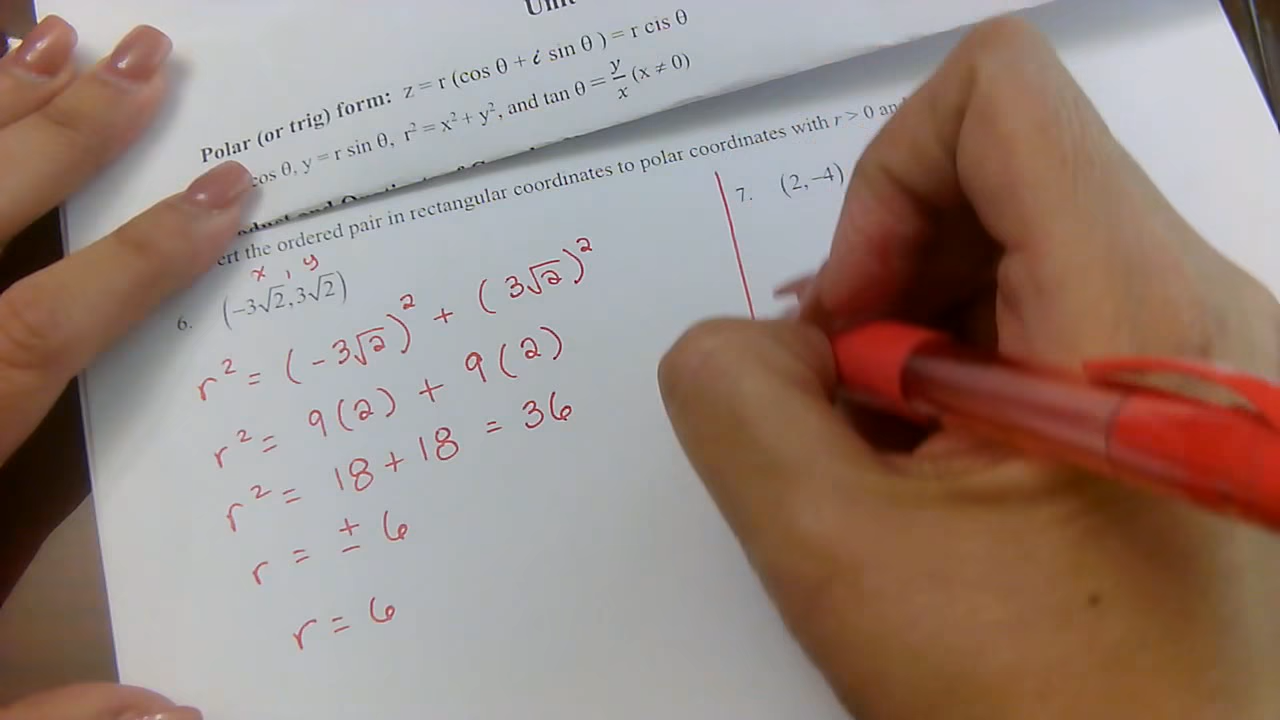 Polar (or trig) form: z = r (cos θ + i sin θ ) = r cis θ
cos θ, y = r sin θ, r² = x² + y², and tan θ = y/x (x ≠ 0)
ert the ordered pair in rectangular coordinates to polar coordinates with r > 0 an
x , y
6. (−3√2, 3√2)
7. (2, −4)
r² = (−3√2)² + (3√2)²
r² = 9(2) + 9(2)
r² = 18 + 18 = 36
r = ± 6
r = 6